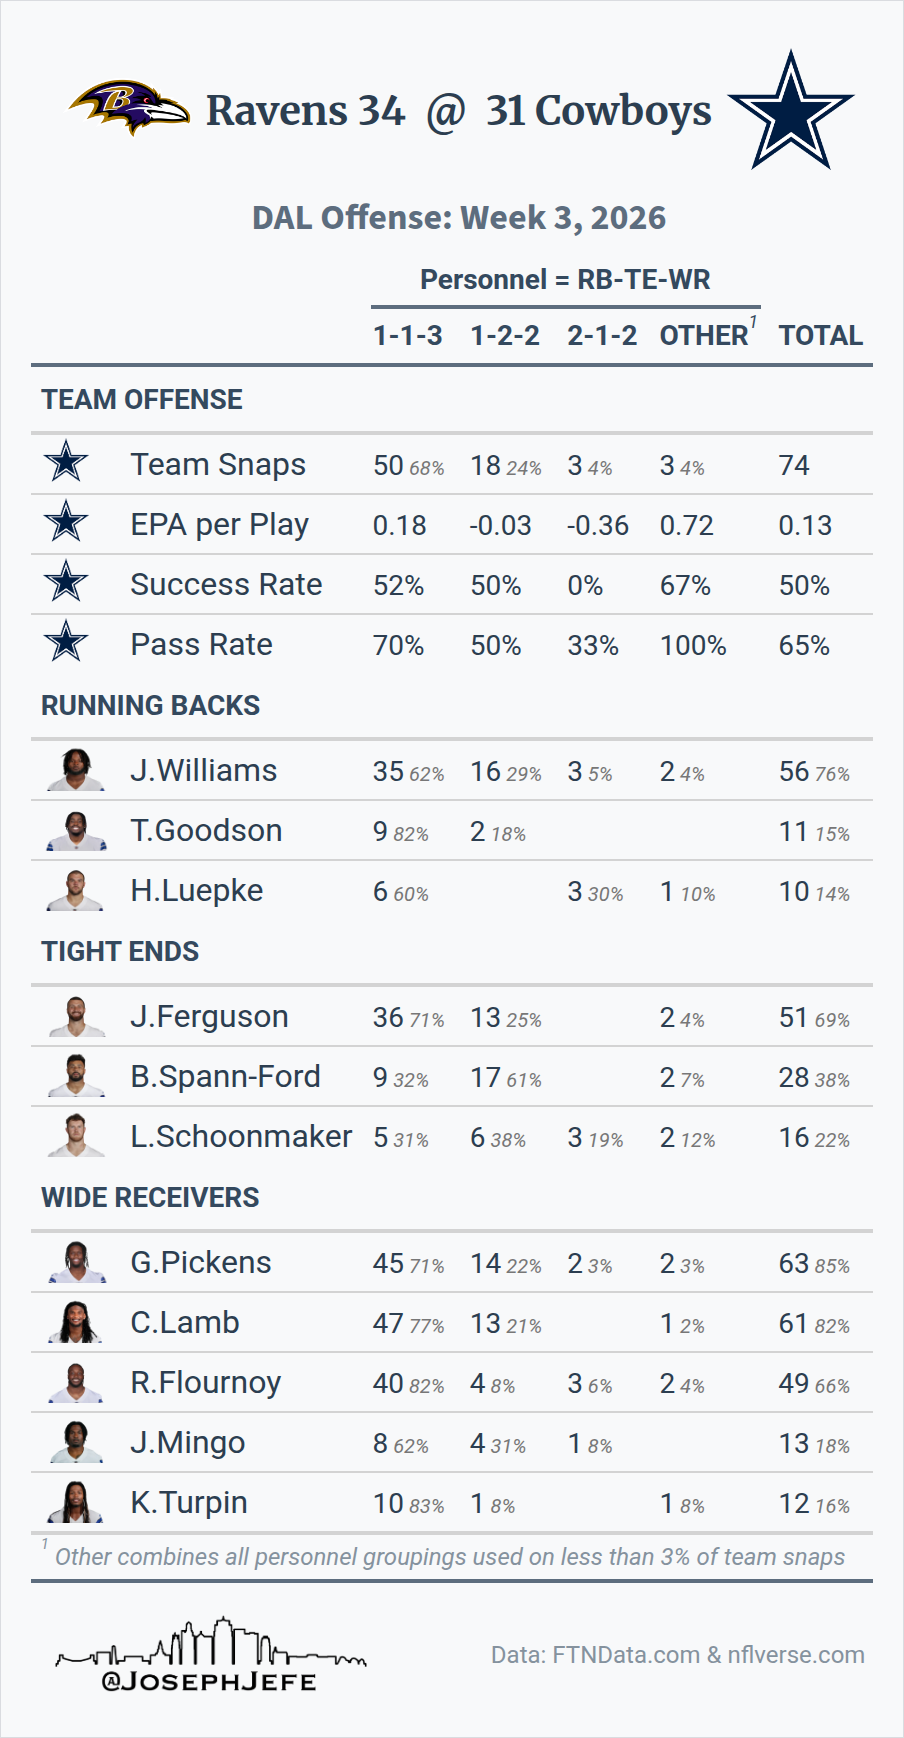 Ravens 34 @ 31 Cowboys
DAL Offense: Week 3, 2026
Personnel = RB-TE-WR
1-1-3 1-2-2 2-1-2 OTHER1 TOTAL
TEAM OFFENSE
Team Snaps 50 68% 18 24% 3 4% 3 4% 74
EPA per Play 0.18 -0.03 -0.36 0.72 0.13
Success Rate 52% 50% 0% 67% 50%
Pass Rate 70% 50% 33% 100% 65%
RUNNING BACKS
J.Williams 35 62% 16 29% 3 5% 2 4% 56 76%
T.Goodson 9 82% 2 18% 11 15%
H.Luepke 6 60% 3 30% 1 10% 10 14%
TIGHT ENDS
J.Ferguson 36 71% 13 25% 2 4% 51 69%
B.Spann-Ford 9 32% 17 61% 2 7% 28 38%
L.Schoonmaker 5 31% 6 38% 3 19% 2 12% 16 22%
WIDE RECEIVERS
G.Pickens 45 71% 14 22% 2 3% 2 3% 63 85%
C.Lamb 47 77% 13 21% 1 2% 61 82%
R.Flournoy 40 82% 4 8% 3 6% 2 4% 49 66%
J.Mingo 8 62% 4 31% 1 8% 13 18%
K.Turpin 10 83% 1 8% 1 8% 12 16%
1 Other combines all personnel groupings used on less than 3% of team snaps
@JOSEPHJEFE
Data: FTNData.com & nflverse.com